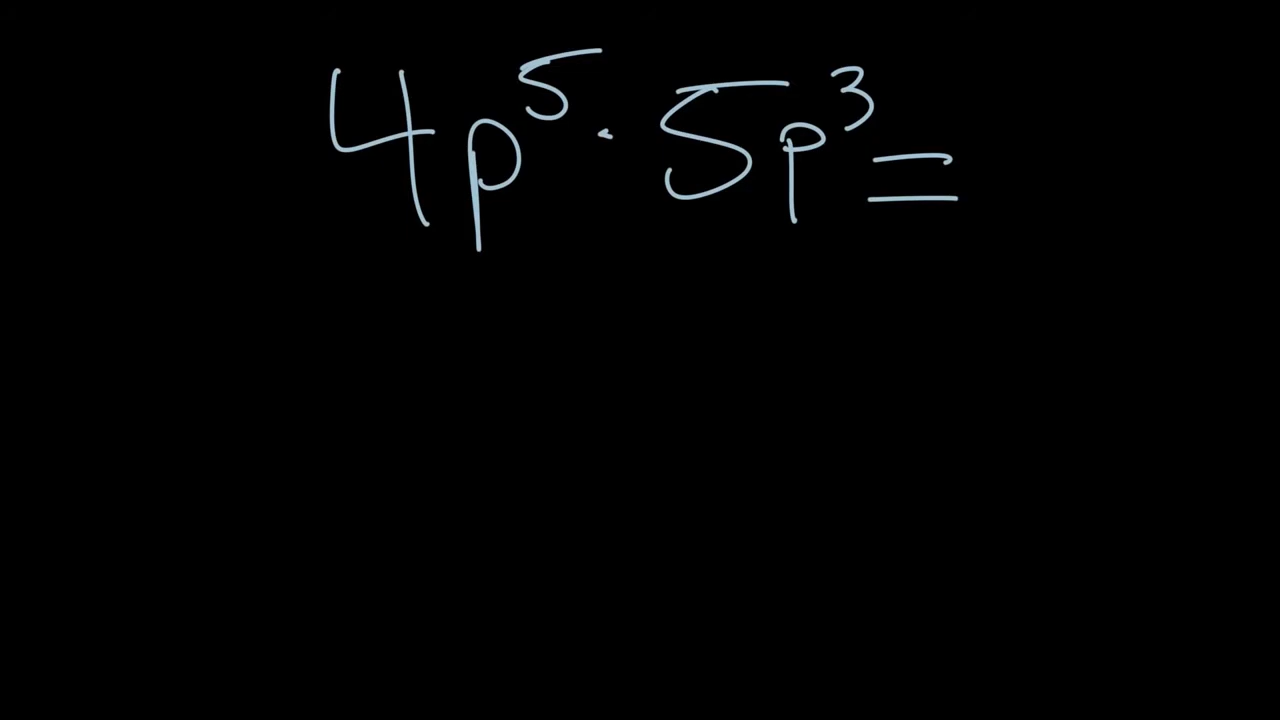 4p⁵ · 5p³ =